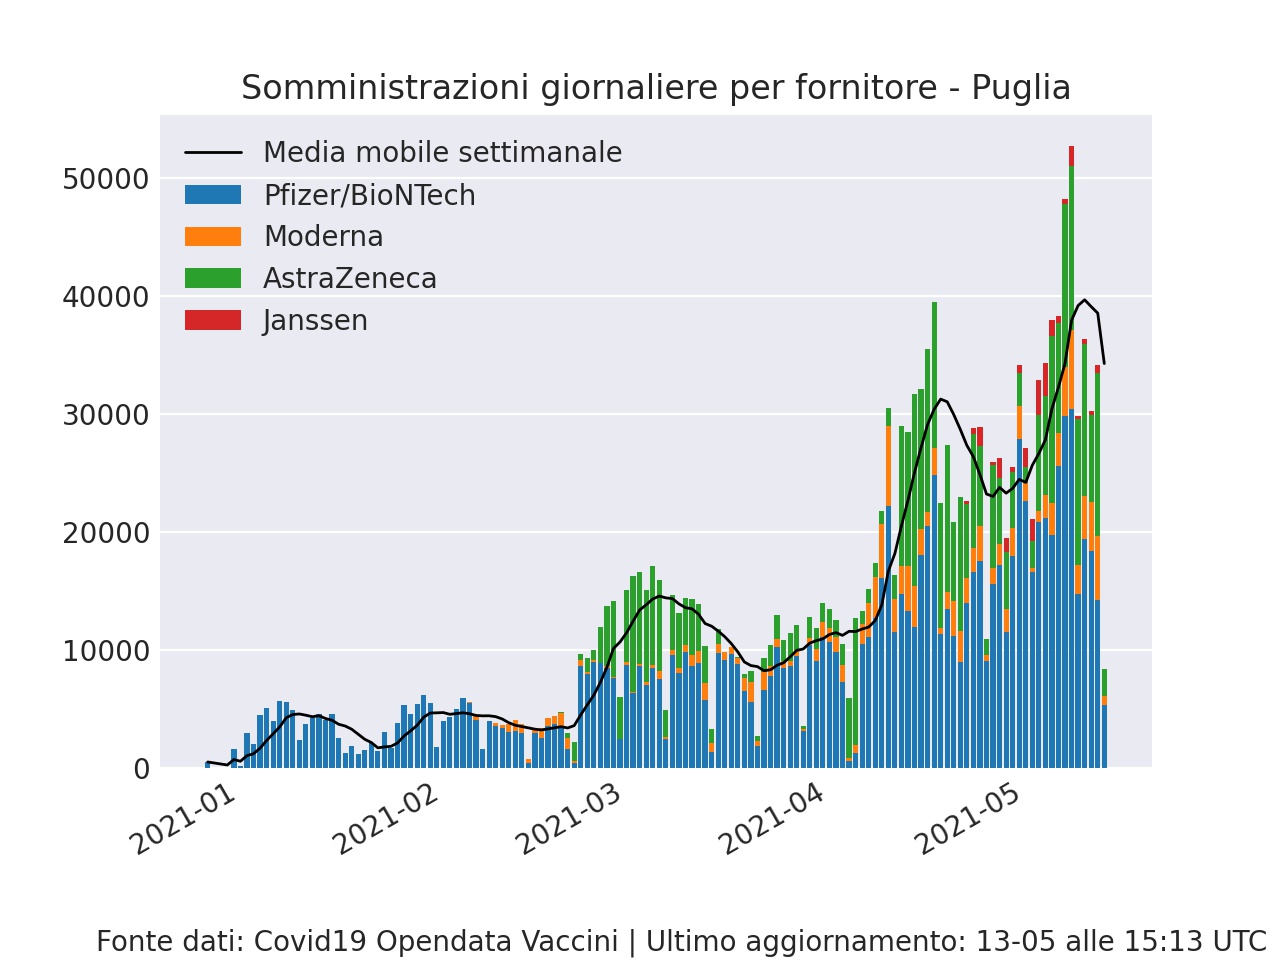 Somministrazioni giornaliere per fornitore - Puglia
Media mobile settimanale
Pfizer/BioNTech
Moderna
AstraZeneca
Janssen
50000
40000
30000
20000
10000
0
2021-01
2021-02
2021-03
2021-04
2021-05
Fonte dati: Covid19 Opendata Vaccini | Ultimo aggiornamento: 13-05 alle 15:13 UTC